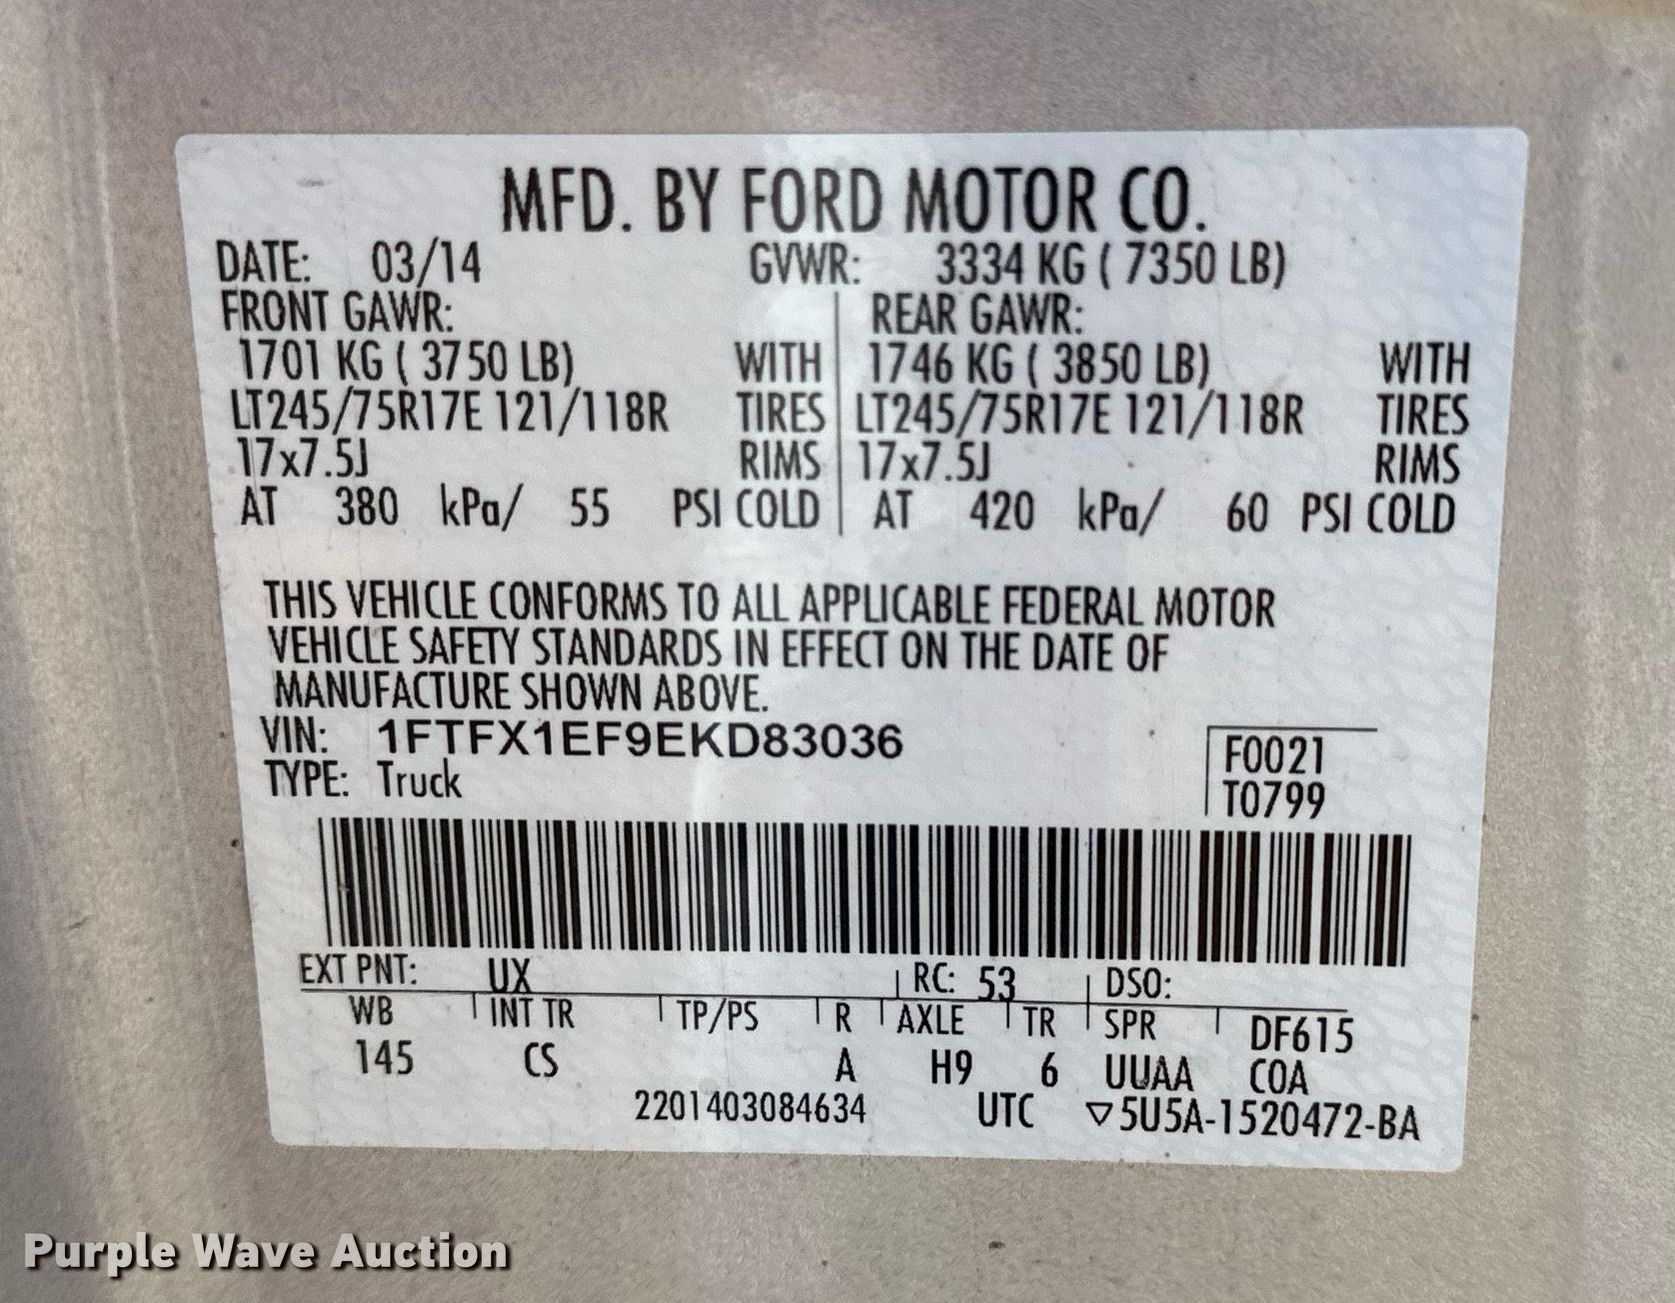 MFD. BY FORD MOTOR CO.
DATE: 03/14 GVWR: 3334 KG ( 7350 LB)
FRONT GAWR: REAR GAWR:
1701 KG ( 3750 LB) WITH 1746 KG ( 3850 LB) WITH
LT245/75R17E 121/118R TIRES LT245/75R17E 121/118R TIRES
17x7.5J RIMS 17x7.5J RIMS
AT 380 kPa/ 55 PSI COLD AT 420 kPa/ 60 PSI COLD
THIS VEHICLE CONFORMS TO ALL APPLICABLE FEDERAL MOTOR
VEHICLE SAFETY STANDARDS IN EFFECT ON THE DATE OF
MANUFACTURE SHOWN ABOVE.
VIN: 1FTFX1EF9EKD83036 F0021
TYPE: Truck T0799
EXT PNT: UX RC: 53 DSO:
WB INT TR TP/PS R AXLE TR SPR DF615
145 CS A H9 6 UUAA COA
2201403084634 UTC ▽5U5A-1520472-BA
Purple Wave Auction